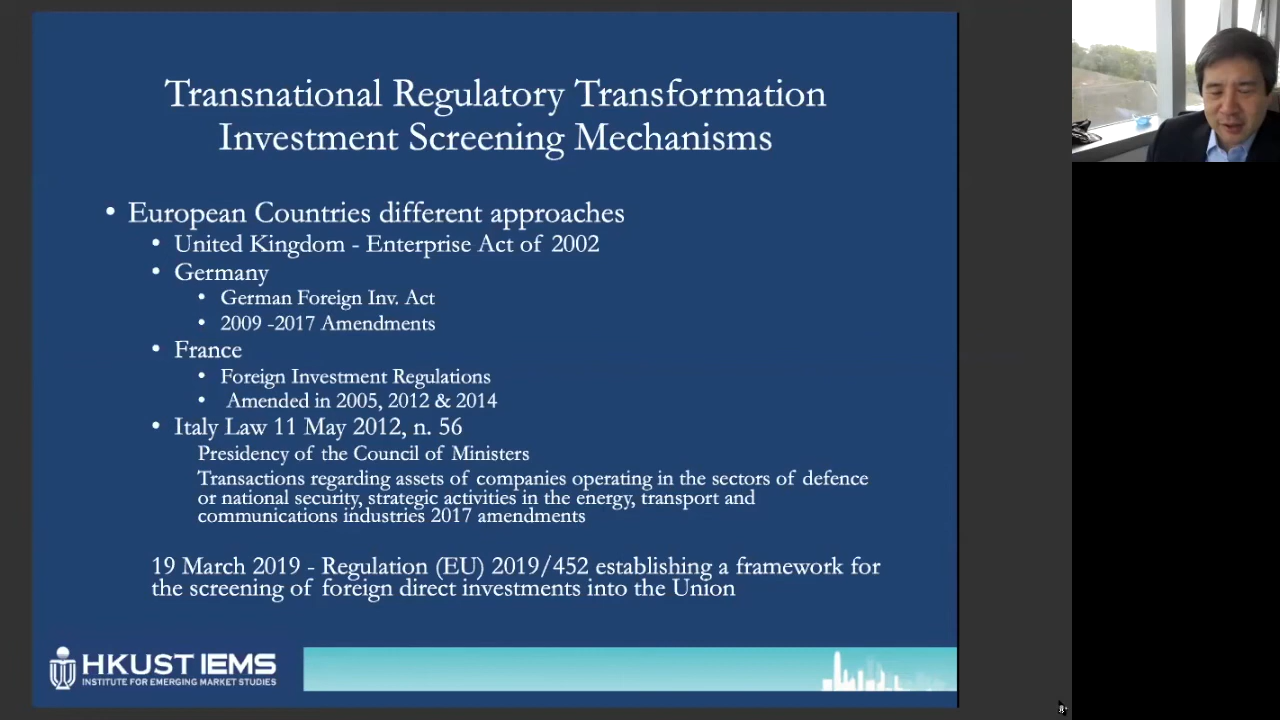 Transnational Regulatory Transformation
Investment Screening Mechanisms
• European Countries different approaches
• United Kingdom - Enterprise Act of 2002
• Germany
• German Foreign Inv. Act
• 2009 -2017 Amendments
• France
• Foreign Investment Regulations
• Amended in 2005, 2012 & 2014
• Italy Law 11 May 2012, n. 56
Presidency of the Council of Ministers
Transactions regarding assets of companies operating in the sectors of defence
or national security, strategic activities in the energy, transport and
communications industries 2017 amendments
19 March 2019 - Regulation (EU) 2019/452 establishing a framework for
the screening of foreign direct investments into the Union
HKUST IEMS
INSTITUTE FOR EMERGING MARKET STUDIES